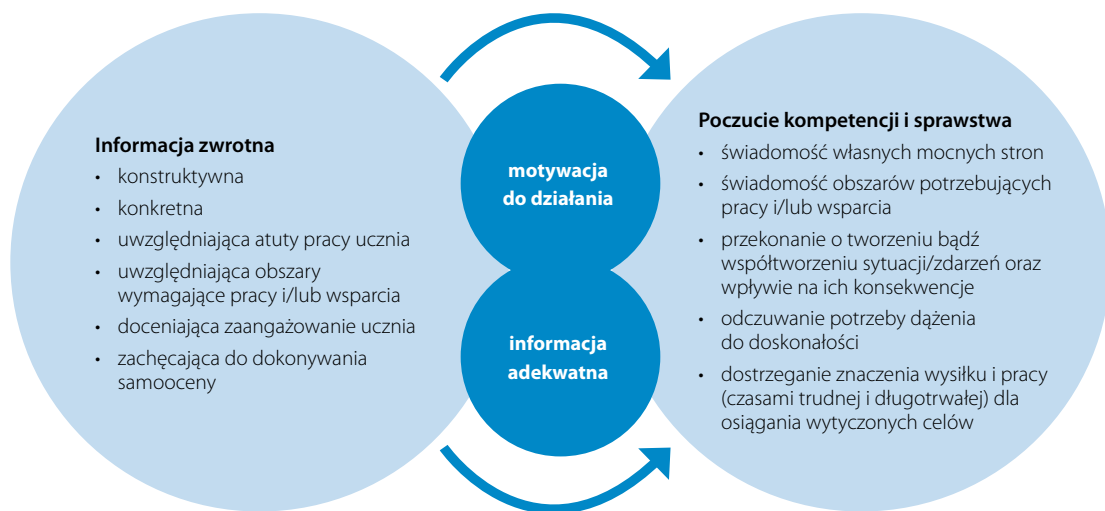 Informacja zwrotna
• konstruktywna
• konkretna
• uwzględniająca atuty pracy ucznia
• uwzględniająca obszary
wymagające pracy i/lub wsparcia
• doceniająca zaangażowanie ucznia
• zachęcająca do dokonywania
samooceny
motywacja
do działania
informacja
adekwatna
Poczucie kompetencji i sprawstwa
• świadomość własnych mocnych stron
• świadomość obszarów potrzebujących
pracy i/lub wsparcia
• przekonanie o tworzeniu bądź
współtworzeniu sytuacji/zdarzeń oraz
wpływie na ich konsekwencje
• odczuwanie potrzeby dążenia
do doskonałości
• dostrzeganie znaczenia wysiłku i pracy
(czasami trudnej i długotrwałej) dla
osiągania wytyczonych celów